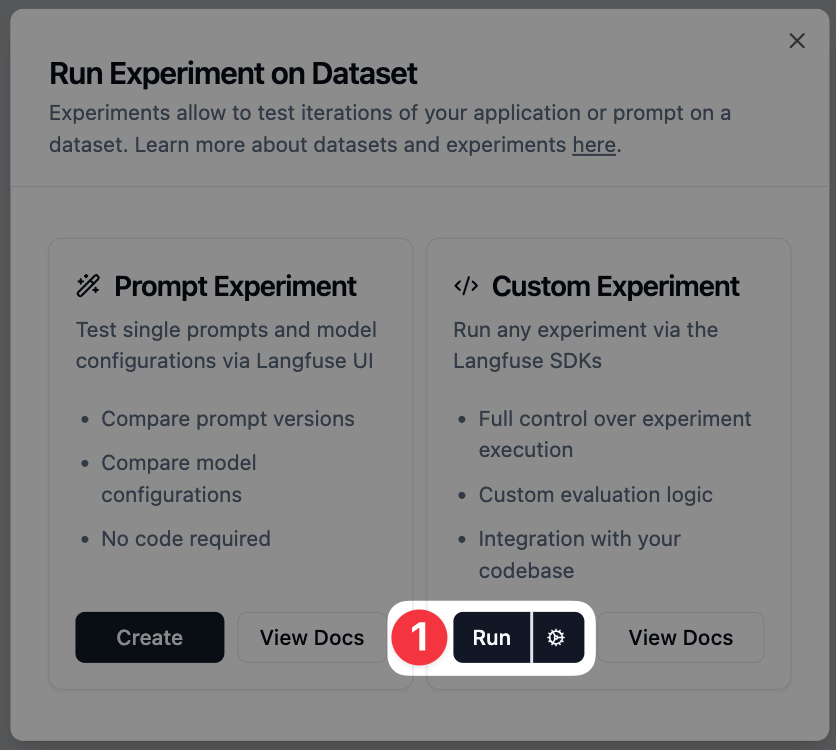 Run Experiment on Dataset
Experiments allow to test iterations of your application or prompt on a
dataset. Learn more about datasets and experiments here.
Prompt Experiment
Test single prompts and model
configurations via Langfuse UI
• Compare prompt versions
• Compare model
configurations
• No code required
Create
View Docs
Custom Experiment
Run any experiment via the
Langfuse SDKs
• Full control over experiment
execution
• Custom evaluation logic
• Integration with your
codebase
1
Run
View Docs